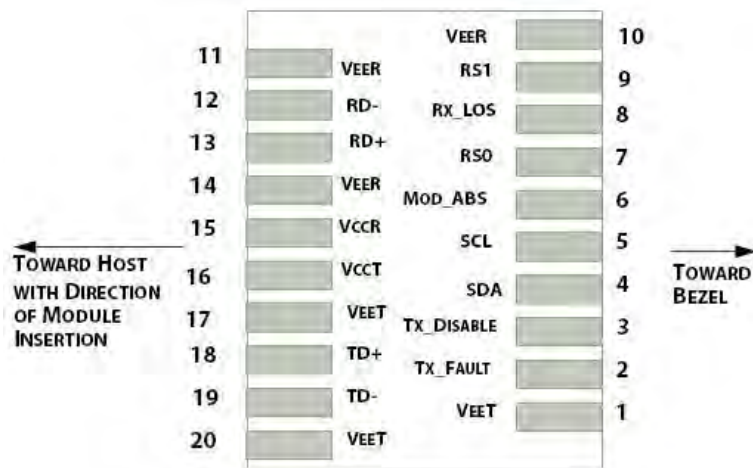 VEER 10
11 VEER
RS1 9
12 RD-
RX_LOS 8
13 RD+
RS0 7
14 VEER
MOD_ABS 6
15 VCCR
SCL 5
TOWARD HOST
WITH DIRECTION
OF MODULE
INSERTION
16 VCCT
SDA 4
TOWARD
BEZEL
17 VEET
TX_DISABLE 3
18 TD+
TX_FAULT 2
19 TD-
VEET 1
20 VEET